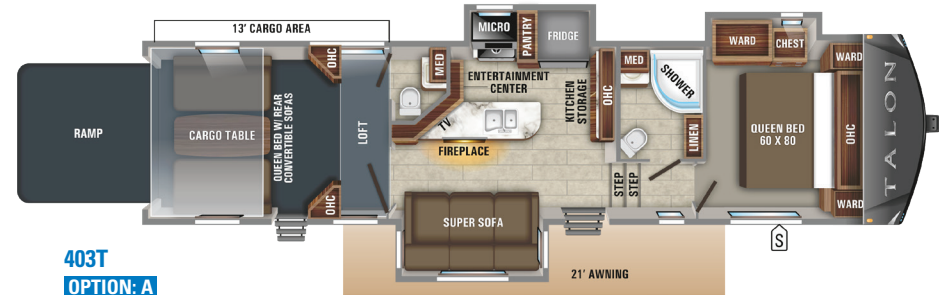 13' CARGO AREA
RAMP
CARGO TABLE
QUEEN BED W/ REAR
CONVERTIBLE SOFAS
OHC
OHC
LOFT
MED
MICRO
PANTRY
FRIDGE
ENTERTAINMENT
CENTER
TV
FIREPLACE
KITCHEN
STORAGE
OHC
SUPER SOFA
21' AWNING
MED
SHOWER
LINEN
STEP
STEP
WARD
CHEST
QUEEN BED
60 X 80
WARD
OHC
WARD
TALON
S
403T
OPTION: A